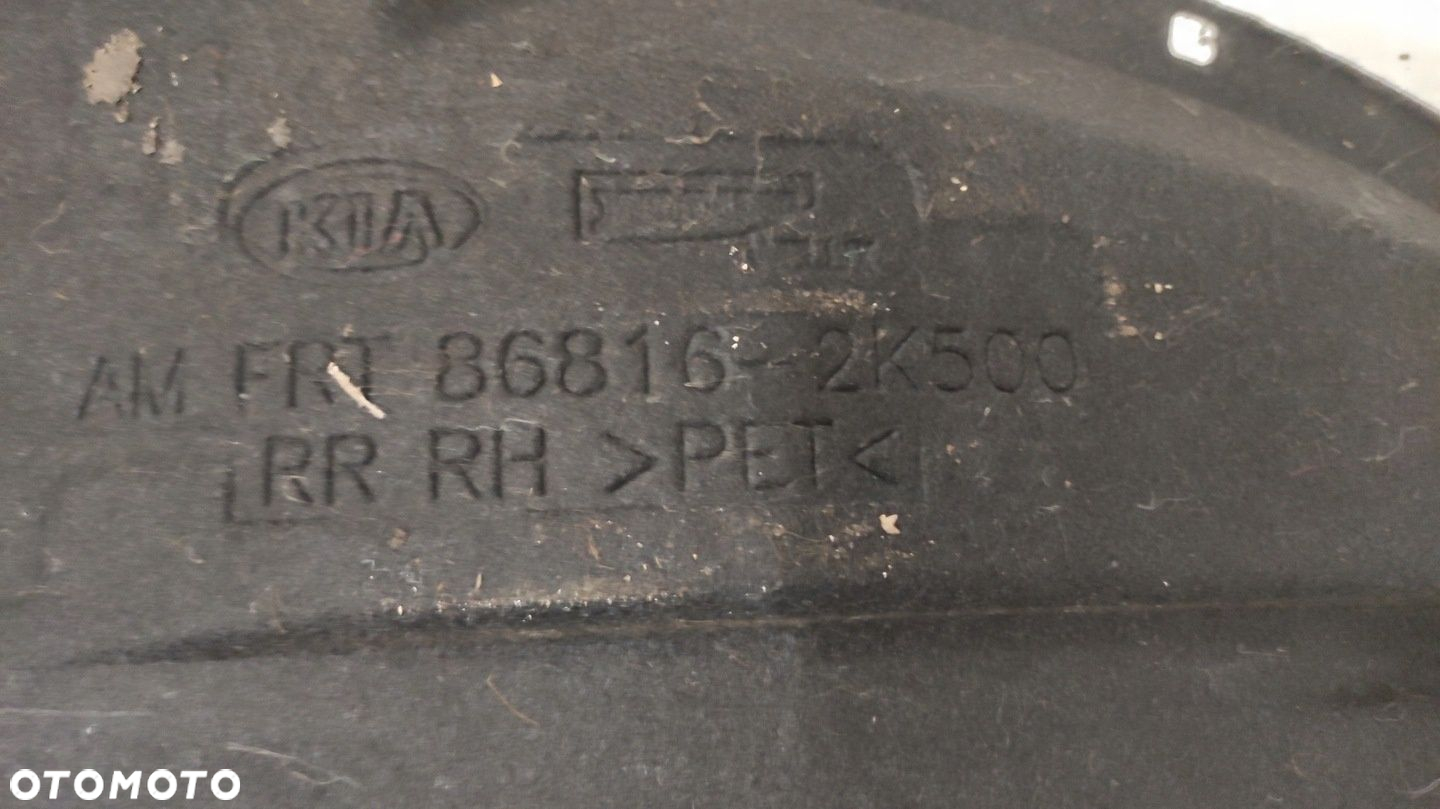 KIA
AM FRT 86816-2K500
RR RH >PET<
OTOMOTO